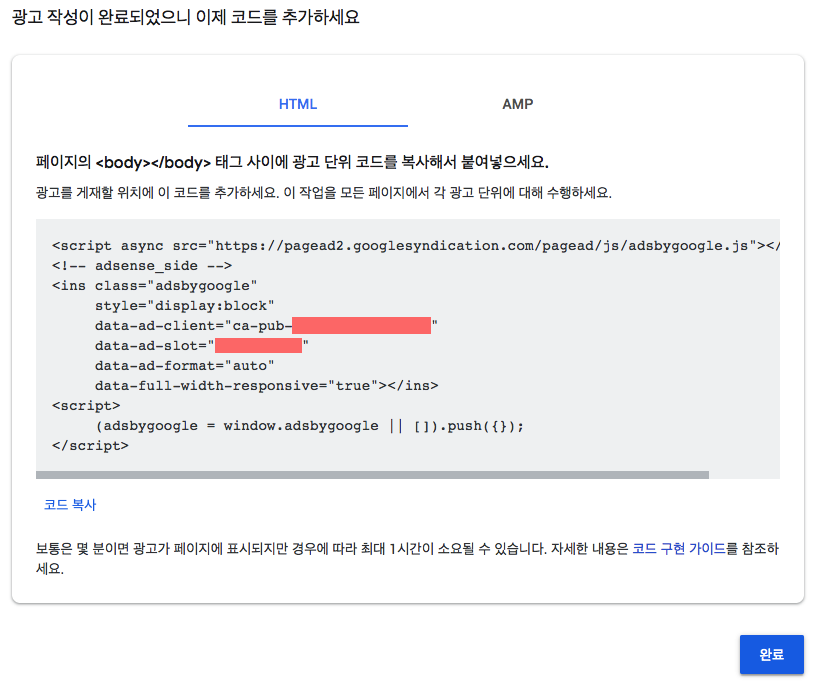 광고 작성이 완료되었으니 이제 코드를 추가하세요
HTML
AMP
페이지의 <body></body> 태그 사이에 광고 단위 코드를 복사해서 붙여넣으세요.
광고를 게재할 위치에 이 코드를 추가하세요. 이 작업을 모든 페이지에서 각 광고 단위에 대해 수행하세요.
<script async src="https://pagead2.googlesyndication.com/pagead/js/adsbygoogle.js"></
<!-- adsense_side -->
<ins class="adsbygoogle"
style="display:block"
data-ad-client="ca-pub-"
data-ad-slot=""
data-ad-format="auto"
data-full-width-responsive="true"></ins>
<script>
(adsbygoogle = window.adsbygoogle || []).push({});
</script>
코드 복사
보통은 몇 분이면 광고가 페이지에 표시되지만 경우에 따라 최대 1시간이 소요될 수 있습니다. 자세한 내용은 코드 구현 가이드를 참조하
세요.
완료